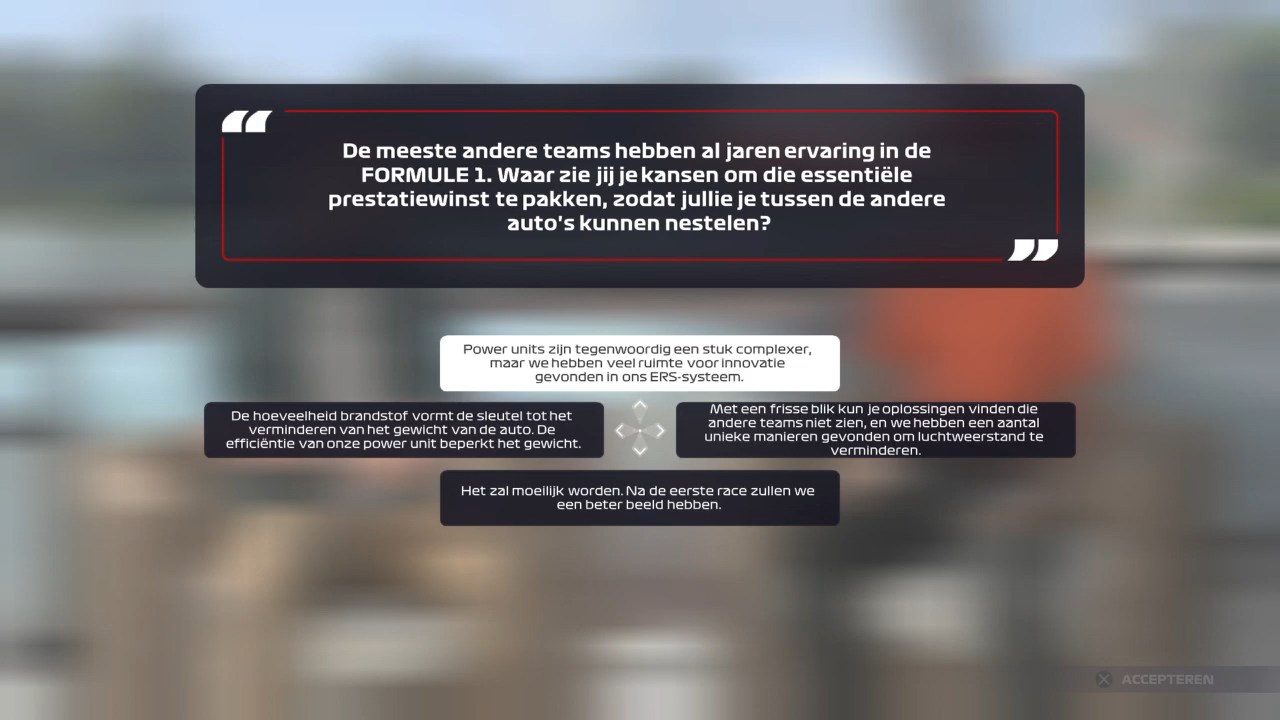 De meeste andere teams hebben al jaren ervaring in de
FORMULE 1. Waar zie jij je kansen om die essentiële
prestatiewinst te pakken, zodat jullie je tussen de andere
auto's kunnen nestelen?
Power units zijn tegenwoordig een stuk complexer,
maar we hebben veel ruimte voor innovatie
gevonden in ons ERS-systeem.
De hoeveelheid brandstof vormt de sleutel tot het
verminderen van het gewicht van de auto. De
efficiëntie van onze power unit beperkt het gewicht.
Met een frisse blik kun je oplossingen vinden die
andere teams niet zien, en we hebben een aantal
unieke manieren gevonden om luchtweerstand te
verminderen.
Het zal moeilijk worden. Na de eerste race zullen we
een beter beeld hebben.
ACCEPTEREN